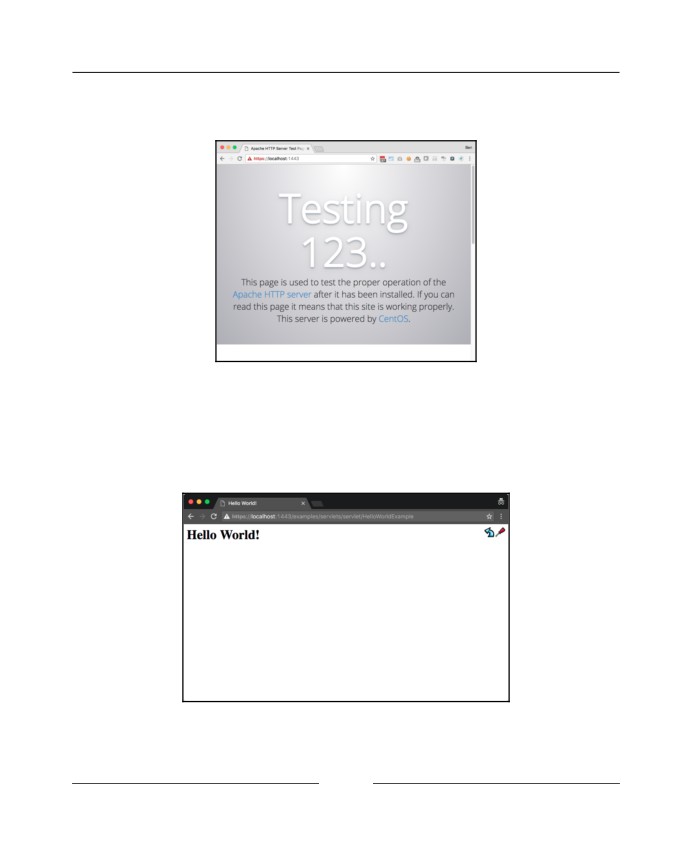 Apache HTTP Server Test Pag
https://localhost:1443
Testing
123..
This page is used to test the proper operation of the
Apache HTTP server after it has been installed. If you can
read this page it means that this site is working properly.
This server is powered by CentOS.
Hello World!
https://localhost:1443/examples/servlets/servlet/HelloWorldExample
Hello World!